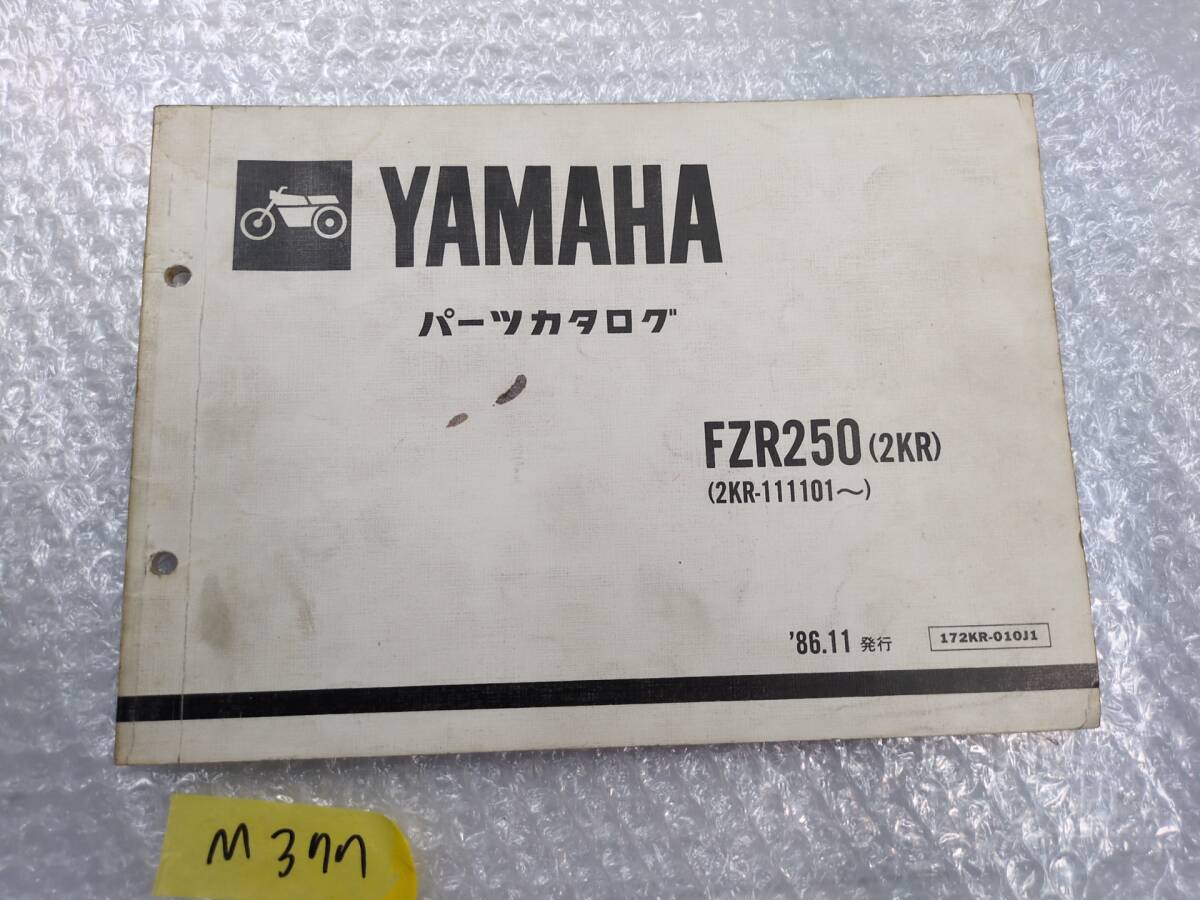 YAMAHA
パーツカタログ
FZR250 (2KR)
(2KR-111101～)
'86.11 発行
172KR-010J1
M377